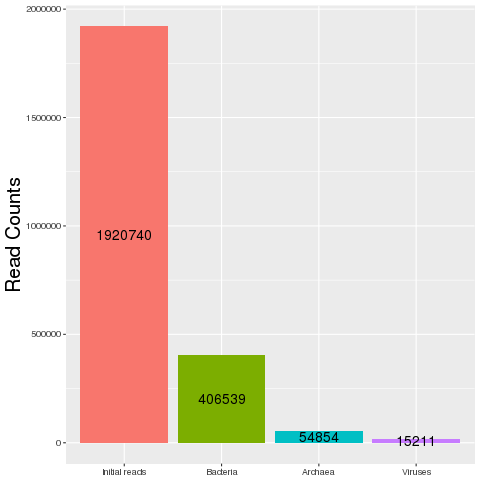 2000000
1500000
1000000
500000
0
Read Counts
1920740
406539
54854
15211
Initial reads
Bacteria
Archaea
Viruses